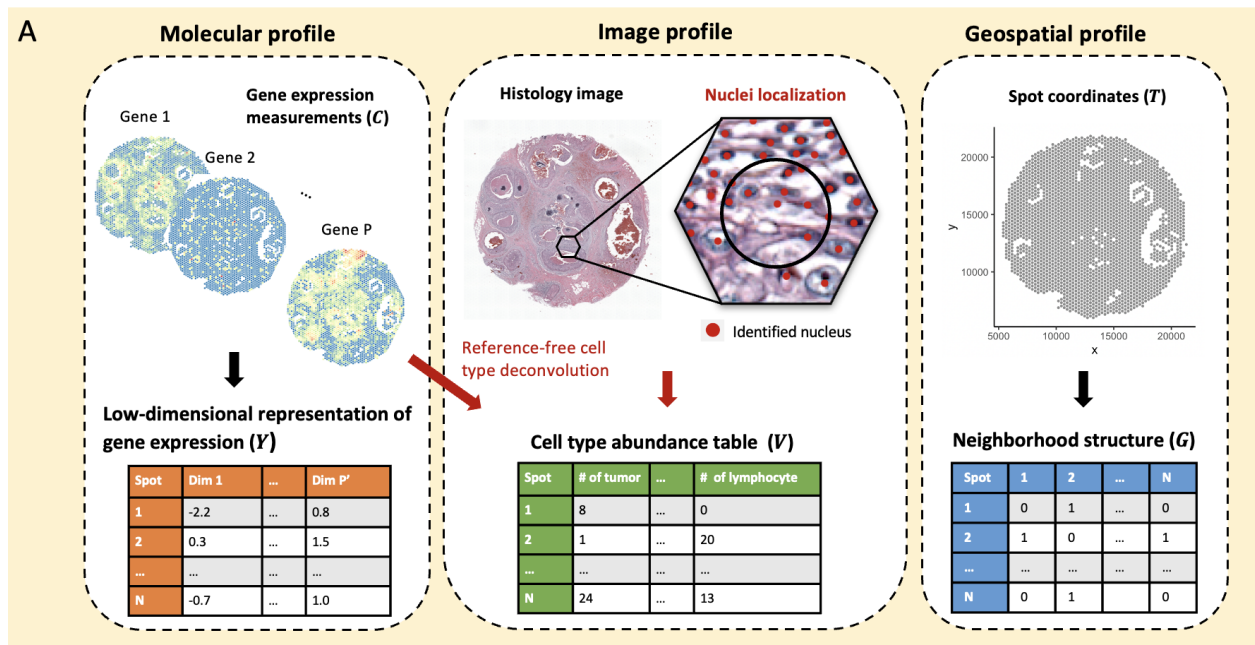 A
Molecular profile
Image profile
Geospatial profile
Gene expression
measurements (C)
Gene 1
Gene 2
...
Gene P
Low-dimensional representation of
gene expression (Y)
Spot Dim 1 ... Dim P'
1 -2.2 ... 0.8
2 0.3 ... 1.5
... ... ... ...
N -0.7 ... 1.0
Histology image
Nuclei localization
Identified nucleus
Reference-free cell
type deconvolution
Cell type abundance table (V)
Spot # of tumor ... # of lymphocyte
1 8 ... 0
2 1 ... 20
... ... ... ...
N 24 ... 13
Spot coordinates (T)
20000
15000
10000
y
5000 10000 15000 20000
x
Neighborhood structure (G)
Spot 1 2 ... N
1 0 1 ... 0
2 1 0 ... 1
... ... ... ... ...
N 0 1 0